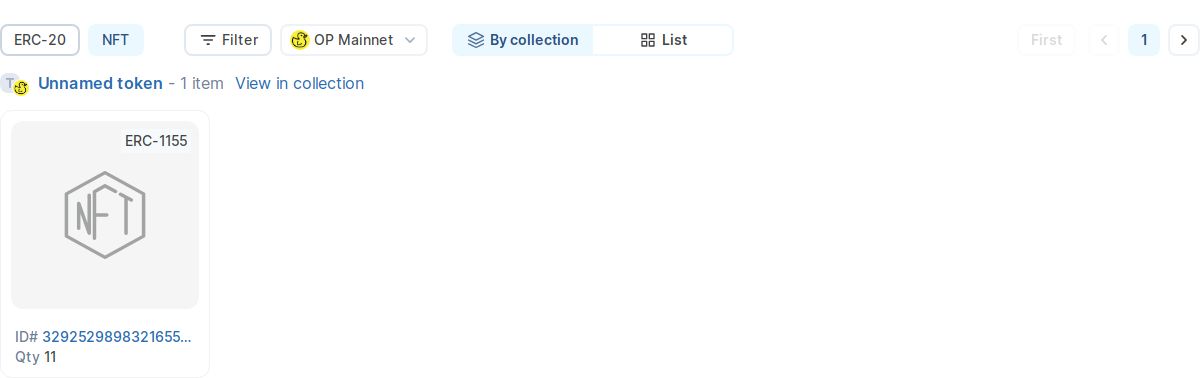 ERC-20 NFT Filter OP Mainnet By collection List First 1
T Unnamed token - 1 item View in collection
ERC-1155
NFT
ID# 3292529898321655...
Qty 11